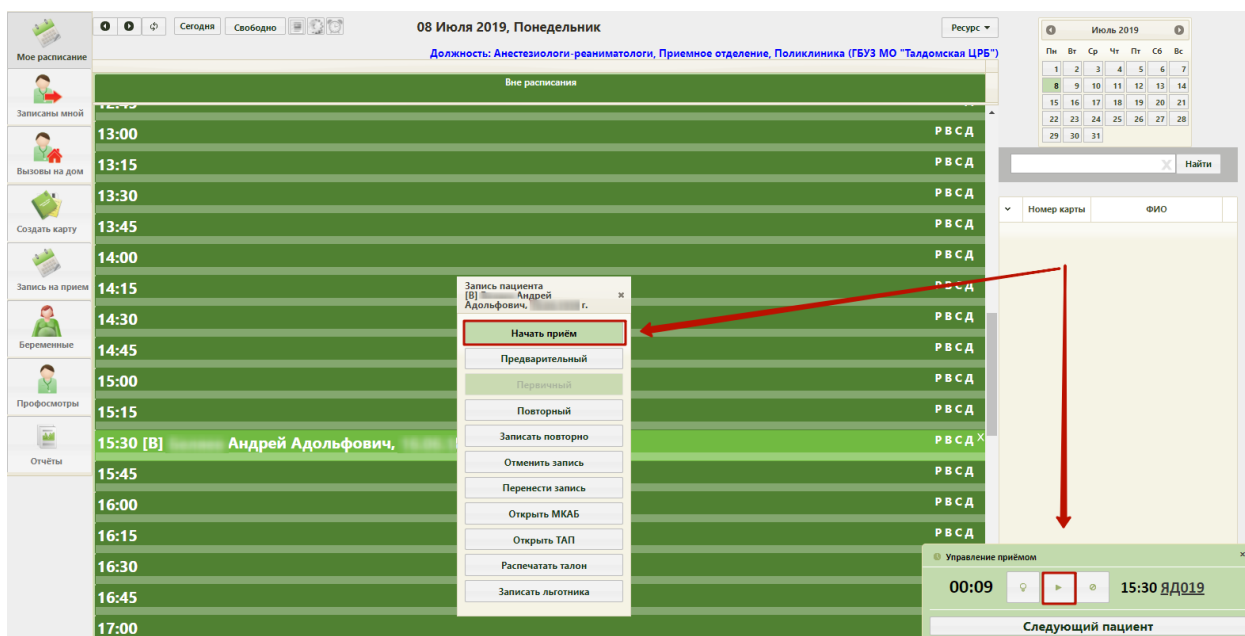 Мое расписание
Записаны мной
Вызовы на дом
Создать карту
Запись на прием
Беременные
Профосмотры
Отчёты
Сегодня Свободно
08 Июля 2019, Понедельник
Ресурс
Должность: Анестезиологи-реаниматологи, Приемное отделение, Поликлиника (ГБУЗ МО "Талдомская ЦРБ")
Вне расписания
12:45
13:00 Р В С Д
13:15 Р В С Д
13:30 Р В С Д
13:45 Р В С Д
14:00 Р В С Д
14:15 Р В С Д
14:30 Р В С Д
14:45 Р В С Д
15:00 Р В С Д
15:15 Р В С Д
15:30 [В] Андрей Адольфович, Р В С Д X
15:45 Р В С Д
16:00 Р В С Д
16:15 Р В С Д
16:30
16:45
17:00
Запись пациента
[В] Андрей
Адольфович, г.
×
Начать приём
Предварительный
Первичный
Повторный
Записать повторно
Отменить запись
Перенести запись
Открыть МКАБ
Открыть ТАП
Распечатать талон
Записать льготника
Июль 2019
Пн Вт Ср Чт Пт Сб Вс
1 2 3 4 5 6 7
8 9 10 11 12 13 14
15 16 17 18 19 20 21
22 23 24 25 26 27 28
29 30 31
X Найти
Номер карты ФИО
Управление приёмом ×
00:09 15:30 ЯД019
Следующий пациент